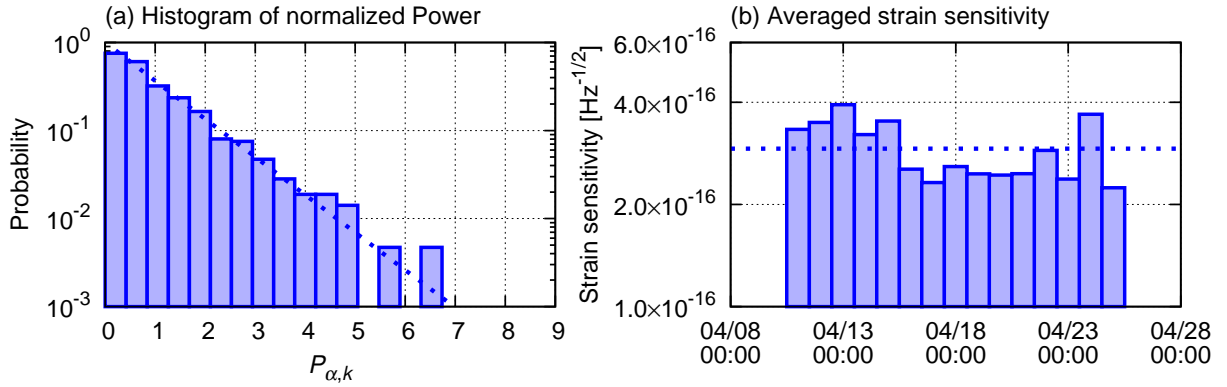 (a) Histogram of normalized Power
10⁰
10⁻¹
10⁻²
10⁻³
Probability
0 1 2 3 4 5 6 7 8 9
P_{α,k}
(b) Averaged strain sensitivity
6.0×10⁻¹⁶
4.0×10⁻¹⁶
2.0×10⁻¹⁶
1.0×10⁻¹⁶
Strain sensitivity [Hz^{-1/2}]
04/08 04/13 04/18 04/23 04/28
00:00 00:00 00:00 00:00 00:00